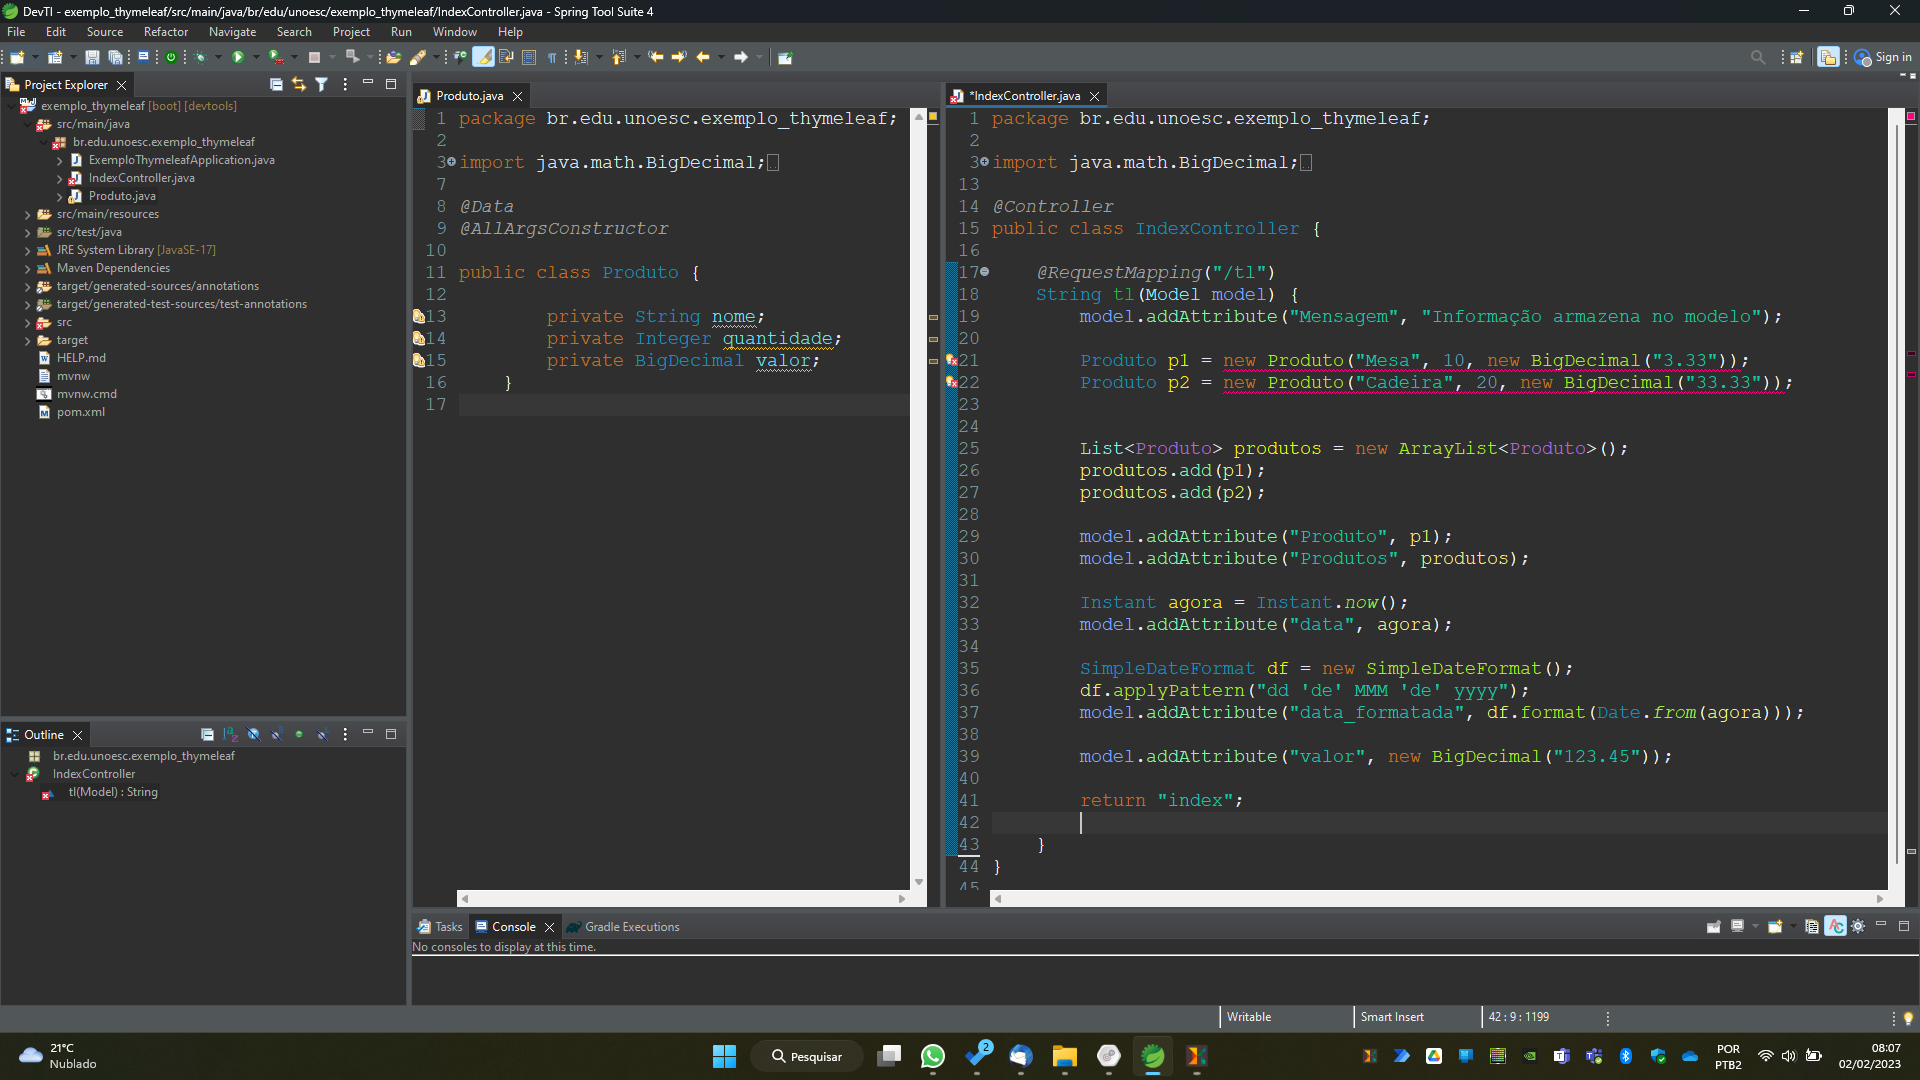 DevTI - exemplo_thymeleaf/src/main/java/br/edu/unoesc/exemplo_thymeleaf/IndexController.java - Spring Tool Suite 4
File Edit Source Refactor Navigate Search Project Run Window Help
Sign in
Project Explorer
exemplo_thymeleaf [boot] [devtools]
src/main/java
br.edu.unoesc.exemplo_thymeleaf
ExemploThymeleafApplication.java
IndexController.java
Produto.java
src/main/resources
src/test/java
JRE System Library [JavaSE-17]
Maven Dependencies
target/generated-sources/annotations
target/generated-test-sources/test-annotations
src
target
HELP.md
mvnw
mvnw.cmd
pom.xml
Outline
br.edu.unoesc.exemplo_thymeleaf
IndexController
tl(Model) : String
Produto.java
1 package br.edu.unoesc.exemplo_thymeleaf;
2
3 import java.math.BigDecimal;
7
8 @Data
9 @AllArgsConstructor
10
11 public class Produto {
12
13 private String nome;
14 private Integer quantidade;
15 private BigDecimal valor;
16 }
17
*IndexController.java
1 package br.edu.unoesc.exemplo_thymeleaf;
2
3 import java.math.BigDecimal;
13
14 @Controller
15 public class IndexController {
16
17 @RequestMapping("/tl")
18 String tl(Model model) {
19 model.addAttribute("Mensagem", "Informação armazena no modelo");
20
21 Produto p1 = new Produto("Mesa", 10, new BigDecimal("3.33"));
22 Produto p2 = new Produto("Cadeira", 20, new BigDecimal("33.33"));
23
24
25 List<Produto> produtos = new ArrayList<Produto>();
26 produtos.add(p1);
27 produtos.add(p2);
28
29 model.addAttribute("Produto", p1);
30 model.addAttribute("Produtos", produtos);
31
32 Instant agora = Instant.now();
33 model.addAttribute("data", agora);
34
35 SimpleDateFormat df = new SimpleDateFormat();
36 df.applyPattern("dd 'de' MMM 'de' yyyy");
37 model.addAttribute("data_formatada", df.format(Date.from(agora)));
38
39 model.addAttribute("valor", new BigDecimal("123.45"));
40
41 return "index";
42
43 }
44 }
45
Tasks Console Gradle Executions
No consoles to display at this time.
Writable Smart Insert 42 : 9 : 1199
21°C
Nublado
Pesquisar
2
POR
PTB2
08:07
02/02/2023